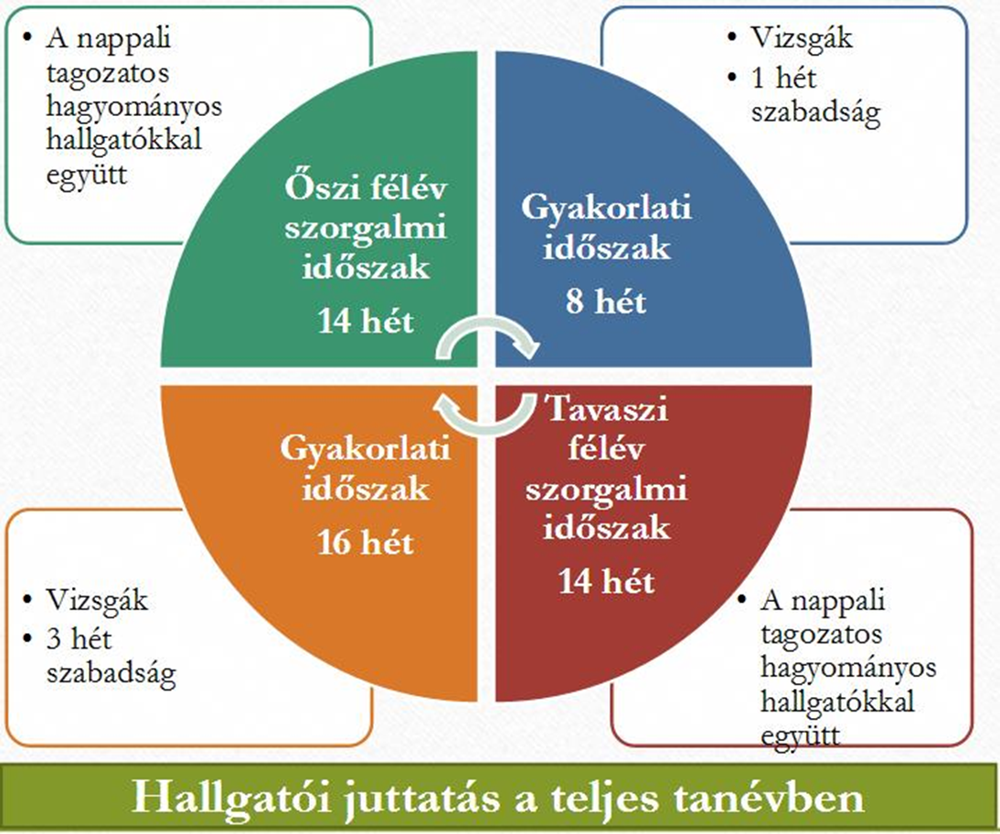 • A nappali
tagozatos
hagyományos
hallgatókkal
együtt
• Vizsgák
• 1 hét
szabadság
Őszi félév
szorgalmi
időszak
14 hét
Gyakorlati
időszak
8 hét
Gyakorlati
időszak
16 hét
Tavaszi
félév
szorgalmi
időszak
14 hét
• Vizsgák
• 3 hét
szabadság
• A nappali
tagozatos
hagyományos
hallgatókkal
együtt
Hallgatói juttatás a teljes tanévben